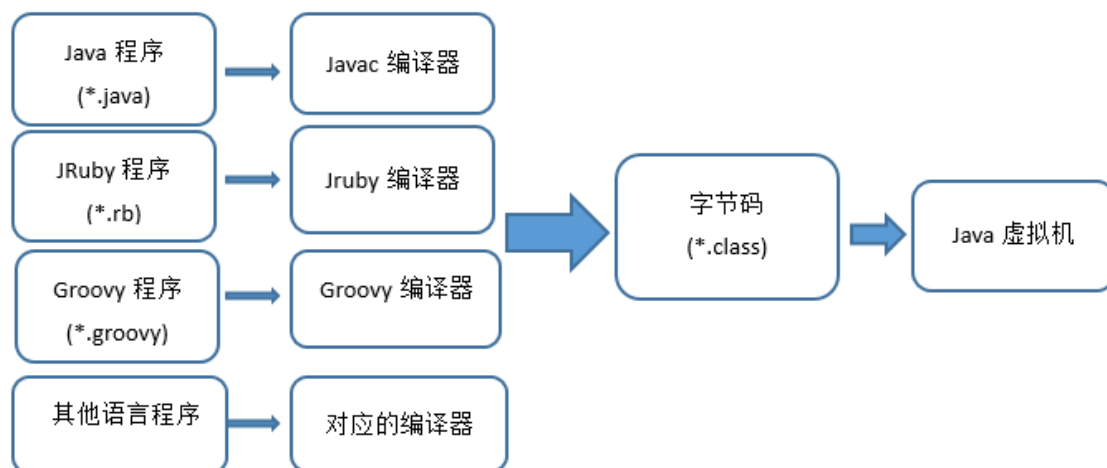 Java 程序
(*.java)
Javac 编译器
JRuby 程序
(*.rb)
Jruby 编译器
Groovy 程序
(*.groovy)
Groovy 编译器
其他语言程序
对应的编译器
字节码
(*.class)
Java 虚拟机